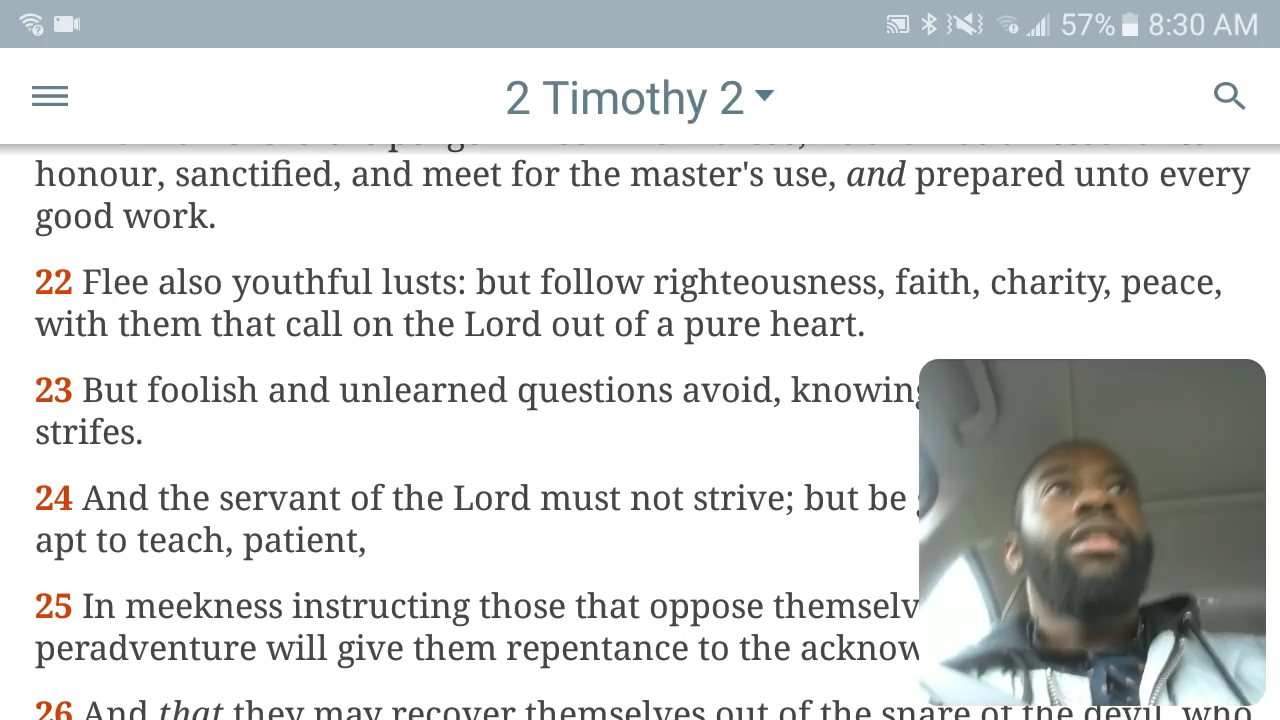 57% 8:30 AM
2 Timothy 2
honour, sanctified, and meet for the master's use, and prepared unto every
good work.
22 Flee also youthful lusts: but follow righteousness, faith, charity, peace,
with them that call on the Lord out of a pure heart.
23 But foolish and unlearned questions avoid, knowing
strifes.
24 And the servant of the Lord must not strive; but be
apt to teach, patient,
25 In meekness instructing those that oppose
peradventure will give them repentance to the
26 And that they may recover themselves out of the snare of the devil, who